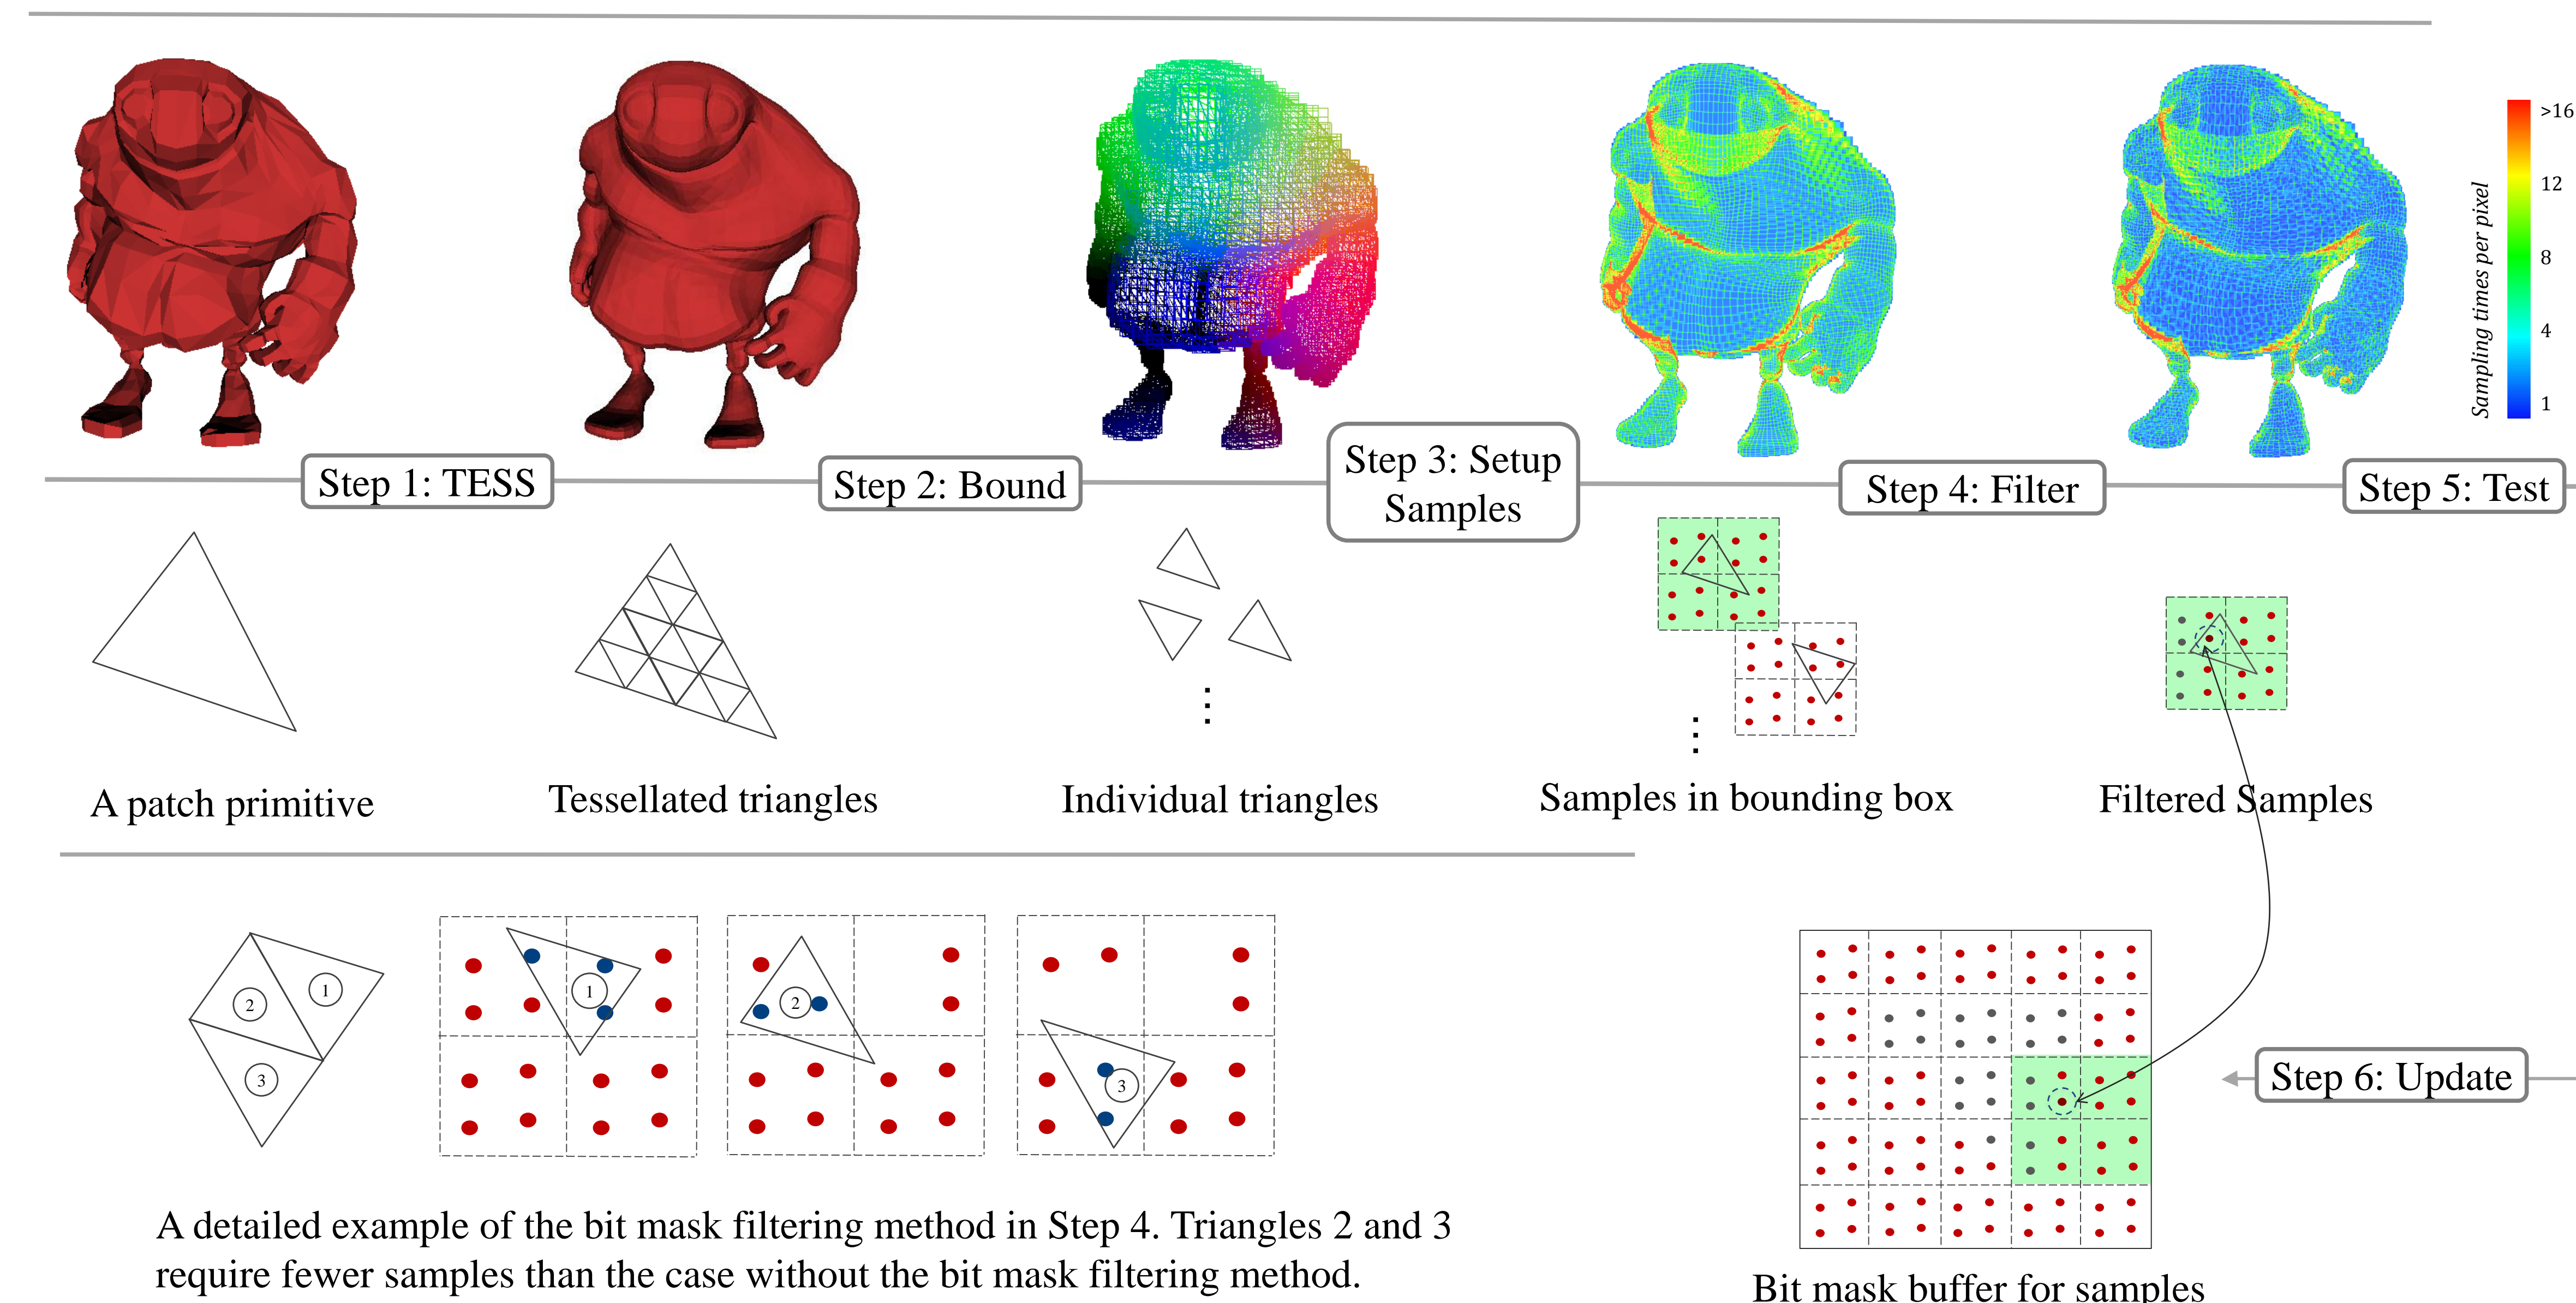 >16
12
8
4
1
Sampling times per pixel
Step 1: TESS
Step 2: Bound
Step 3: Setup
Samples
Step 4: Filter
Step 5: Test
A patch primitive
Tessellated triangles
Individual triangles
Samples in bounding box
Filtered Samples
1
2
3
1
2
3
Step 6: Update
A detailed example of the bit mask filtering method in Step 4. Triangles 2 and 3
require fewer samples than the case without the bit mask filtering method.
Bit mask buffer for samples